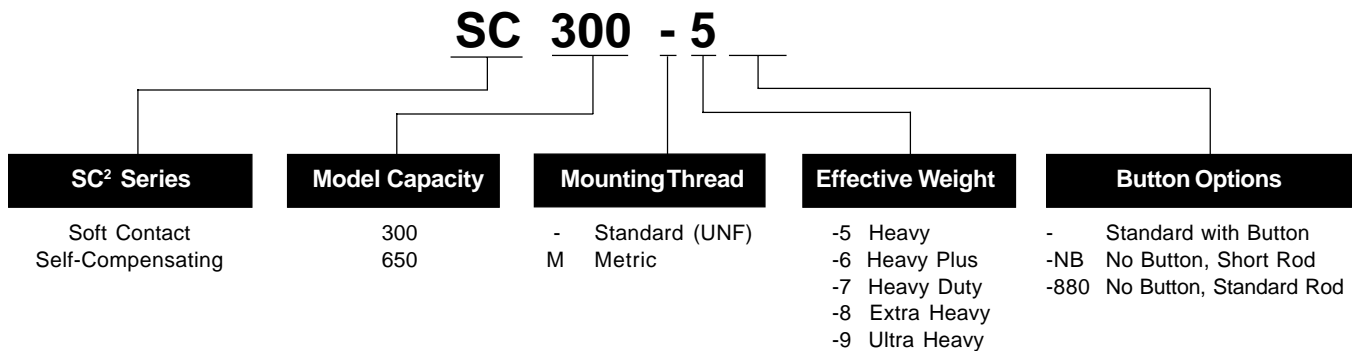 SC 300 - 5
SC² Series
Soft Contact
Self-Compensating
Model Capacity
300
650
Mounting Thread
- Standard (UNF)
M Metric
Effective Weight
-5 Heavy
-6 Heavy Plus
-7 Heavy Duty
-8 Extra Heavy
-9 Ultra Heavy
Button Options
- Standard with Button
-NB No Button, Short Rod
-880 No Button, Standard Rod